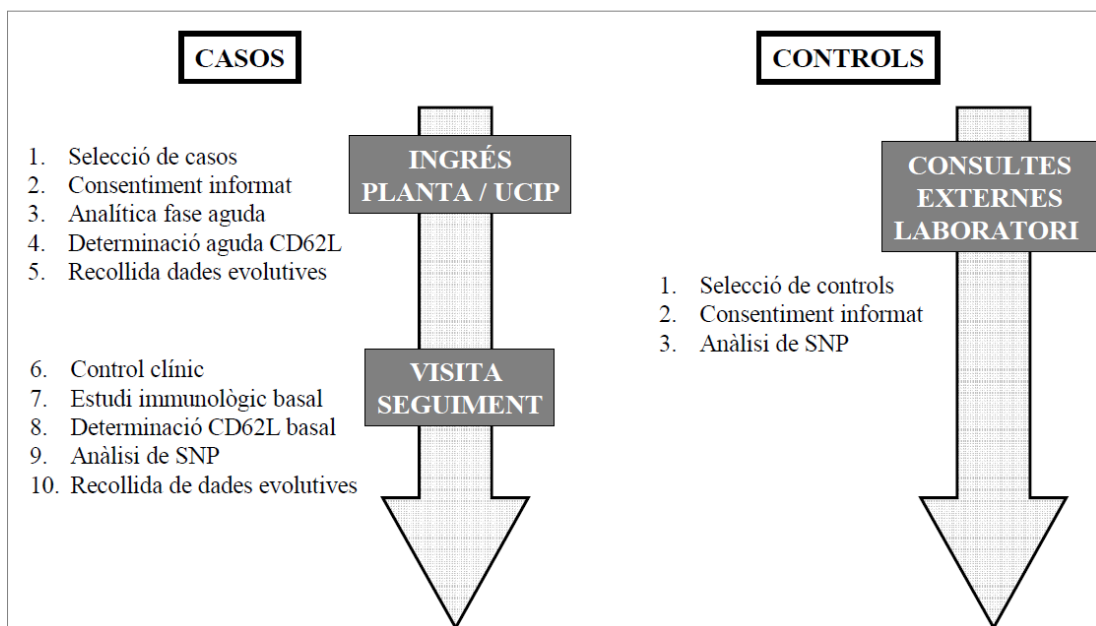 CASOS
1. Selecció de casos
2. Consentiment informat
3. Analítica fase aguda
4. Determinació aguda CD62L
5. Recollida dades evolutives
INGRÉS
PLANTA / UCIP
6. Control clínic
7. Estudi immunològic basal
8. Determinació CD62L basal
9. Anàlisi de SNP
10. Recollida de dades evolutives
VISITA
SEGUIMENT
CONTROLS
CONSULTES
EXTERNES
LABORATORI
1. Selecció de controls
2. Consentiment informat
3. Anàlisi de SNP